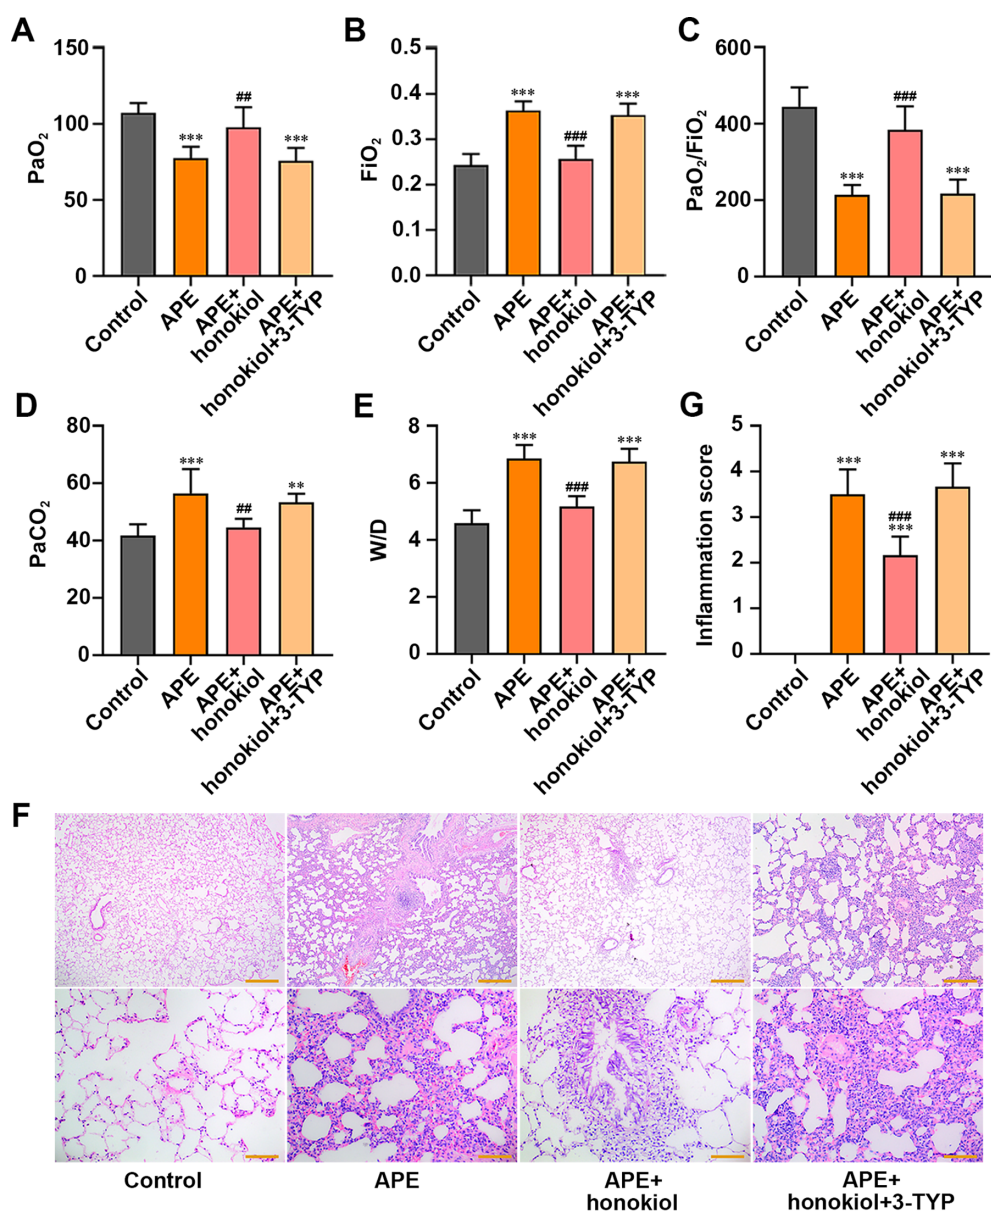 A
150
100
50
0
PaO2
***
##
***
Control
APE
APE+
honokiol
APE+
honokiol+3-TYP
B
0.5
0.4
0.3
0.2
0.1
0.0
FiO2
***
###
***
Control
APE
APE+
honokiol
APE+
honokiol+3-TYP
C
600
400
200
0
PaO2/FiO2
***
###
***
Control
APE
APE+
honokiol
APE+
honokiol+3-TYP
D
80
60
40
20
0
PaCO2
***
##
**
Control
APE
APE+
honokiol
APE+
honokiol+3-TYP
E
8
6
4
2
0
W/D
***
###
***
Control
APE
APE+
honokiol
APE+
honokiol+3-TYP
G
5
4
3
2
1
0
Inflammation score
***
###
***
***
Control
APE
APE+
honokiol
APE+
honokiol+3-TYP
F
Control
APE
APE+
honokiol
APE+
honokiol+3-TYP